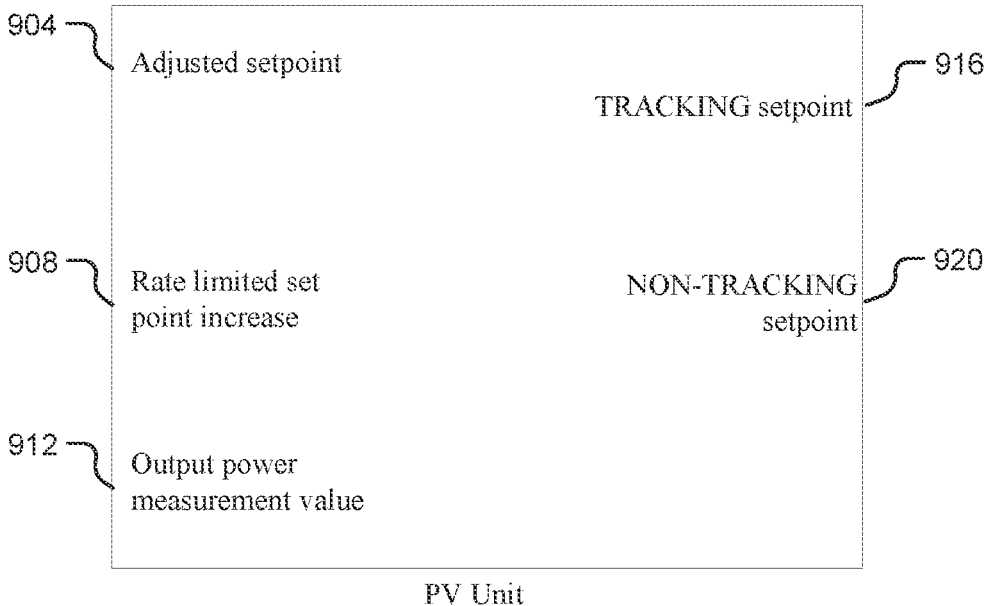 904
Adjusted setpoint
916
TRACKING setpoint
908
Rate limited set
point increase
920
NON-TRACKING
setpoint
912
Output power
measurement value
PV Unit